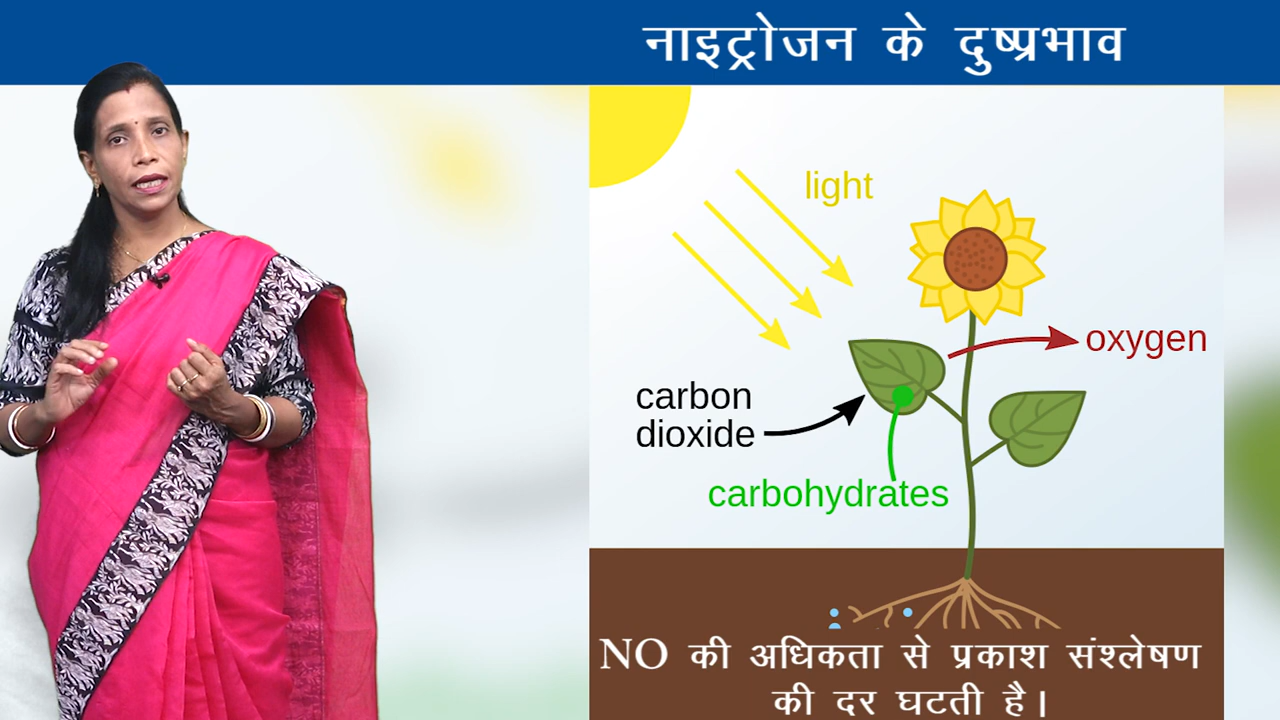 नाइट्रोजन के दुष्प्रभाव
light
oxygen
carbon
dioxide
carbohydrates
NO की अधिकता से प्रकाश संश्लेषण
की दर घटती है।